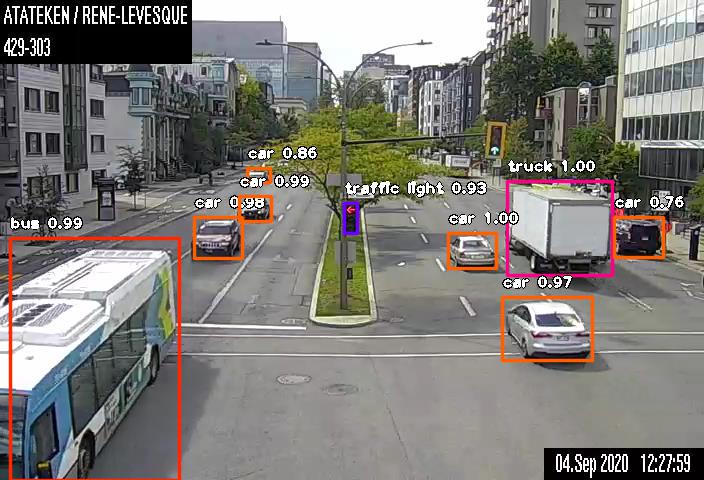 ATATEKEN / RENE-LEVESQUE
429-303
car 0.86
car 0.99
car 0.98
bus 0.99
traffic light 0.93
truck 1.00
car 1.00
car 0.76
car 0.97
04.Sep 2020 12:27:59